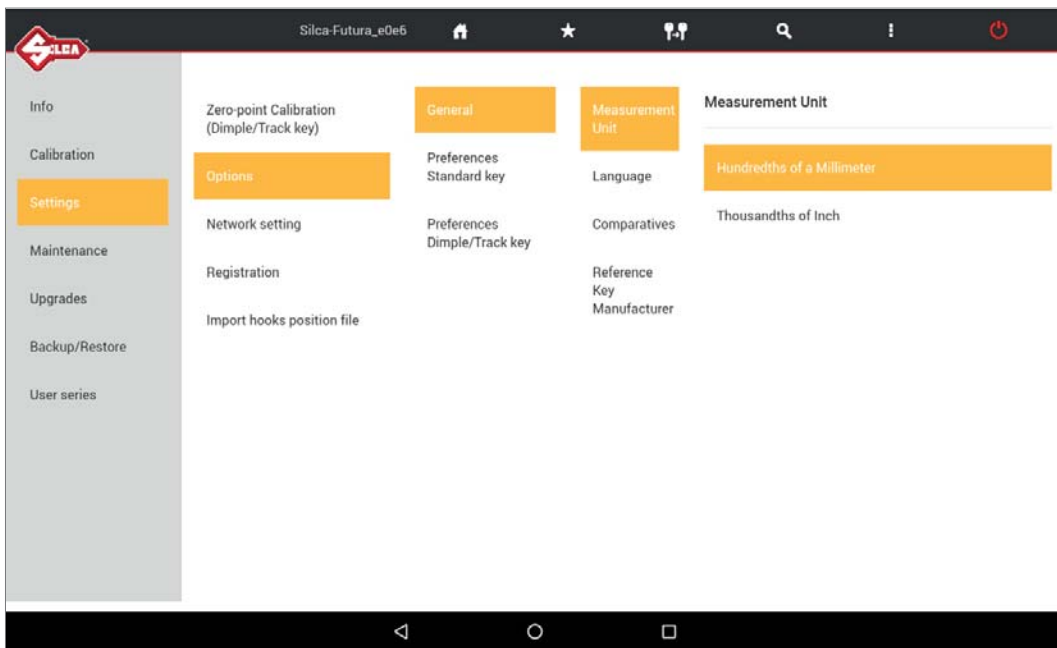 Silca-Futura_e0e6
SILCA
Info
Calibration
Settings
Maintenance
Upgrades
Backup/Restore
User series
Zero-point Calibration
(Dimple/Track key)
Options
Network setting
Registration
Import hooks position file
General
Preferences
Standard key
Preferences
Dimple/Track key
Measurement
Unit
Language
Comparatives
Reference
Key
Manufacturer
Measurement Unit
Hundredths of a Millimeter
Thousandths of Inch